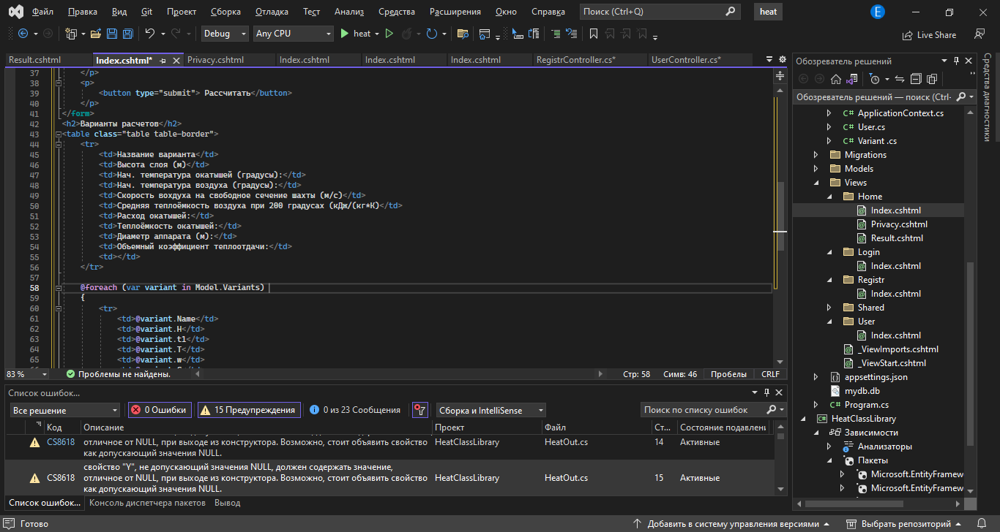 Файл Правка Вид Git Проект Сборка Отладка Тест Анализ Средства Расширения Окно Справка Поиск (Ctrl+Q) heat E
Debug Any CPU heat Live Share
Result.cshtml Index.cshtml* Privacy.cshtml Index.cshtml Index.cshtml Index.cshtml RegistrController.cs* UserController.cs*
37 </p>
38 <p>
39 <button type="submit"> Рассчитать</button>
40 </p>
41 </form>
42 <h2>Варианты расчетов</h2>
43 <table class="table table-border">
44 <tr>
45 <td>Название варианта</td>
46 <td>Высота слоя (м)</td>
47 <td>Нач. температура окатышей (градусы):</td>
48 <td>Нач. температура воздуха (градусы):</td>
49 <td>Скорость вохдуха на свободное сечение шахты (м/с)</td>
50 <td>Средняя теплоёмкость воздуха при 200 градусах (кДж/(кг*К)</td>
51 <td>Расход окатышей:</td>
52 <td>Теплоёмкость окатышей:</td>
53 <td>Диаметр аппарата (м):</td>
54 <td>Объемный коэффициент теплоотдачи:</td>
55 <td></td>
56 </tr>
57
58 @foreach (var variant in Model.Variants)
59 {
60 <tr>
61 <td>@variant.Name</td>
62 <td>@variant.H</td>
63 <td>@variant.t1</td>
64 <td>@variant.T</td>
65 <td>@variant.w</td>
83 % Проблемы не найдены. Стр: 58 Симв: 46 Пробелы CRLF
Список ошибок...
Все решение 0 Ошибки 15 Предупреждения 0 из 23 Сообщения Сборка и IntelliSense Поиск по списку ошибок
Код Описание Проект Файл Ст... Состояние подавлени
CS8618 отличное от NULL, при выходе из конструктора. Возможно, стоит объявить свойство HeatClassLibrary HeatOut.cs 14 Активные
как допускающий значения NULL.
свойство "Y", не допускающий значения NULL, должен содержать значение,
CS8618 отличное от NULL, при выходе из конструктора. Возможно, стоит объявить свойство HeatClassLibrary HeatOut.cs 15 Активные
как допускающий значения NULL.
Список ошибок... Консоль диспетчера пакетов Вывод
Обозреватель решений
Обозреватель решений — поиск (Ctrl-
C# ApplicationContext.cs
C# User.cs
C# Variant .cs
Migrations
Models
Views
Home
Index.cshtml
Privacy.cshtml
Result.cshtml
Login
Index.cshtml
Registr
Index.cshtml
Shared
User
Index.cshtml
_ViewImports.cshtml
_ViewStart.cshtml
appsettings.json
mydb.db
C# Program.cs
C# HeatClassLibrary
Зависимости
Анализаторы
Пакеты
Microsoft.EntityFramew
Microsoft.EntityFramew
Средства диагностики
Готово Добавить в систему управления версиями Выбрать репозиторий